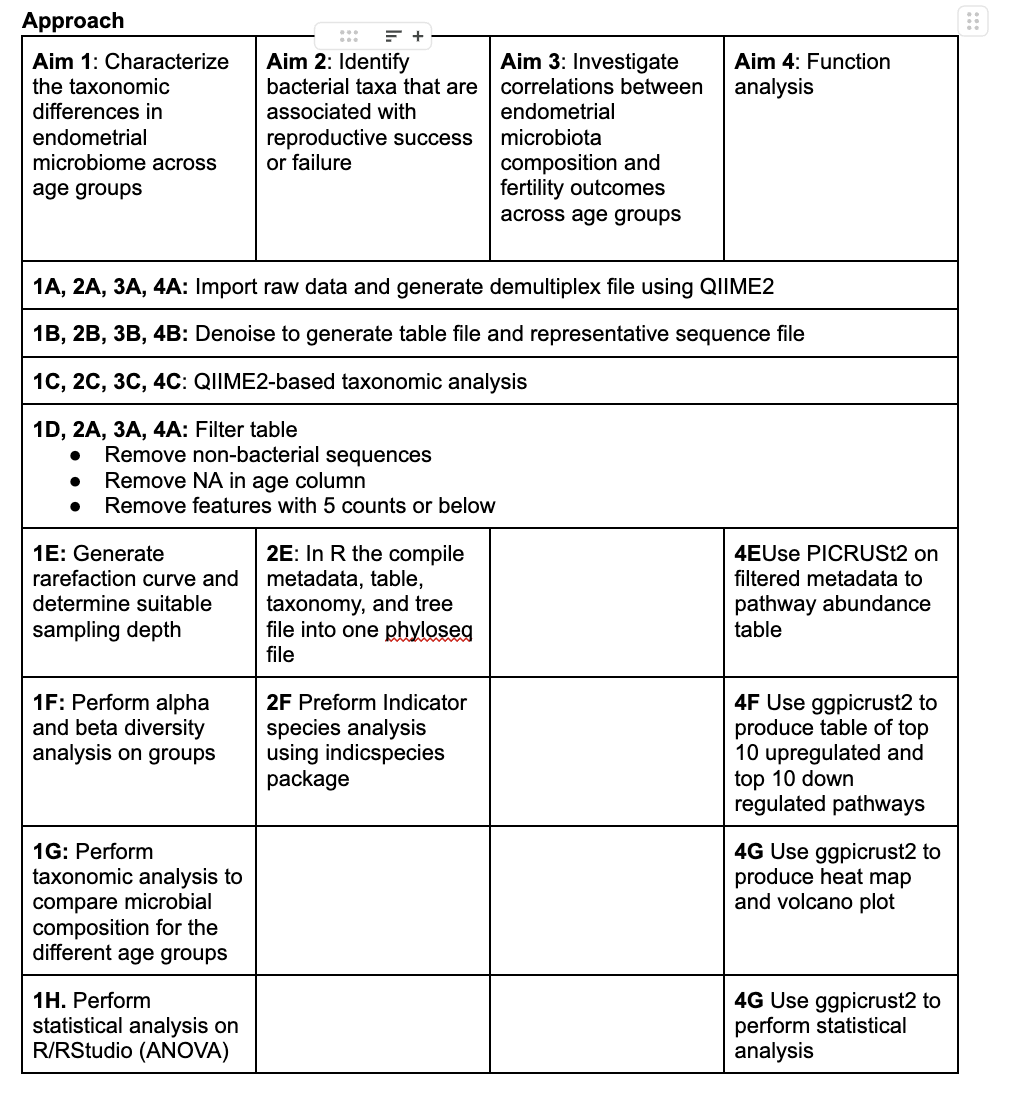 Approach
Aim 1: Characterize
the taxonomic
differences in
endometrial
microbiome across
age groups
Aim 2: Identify
bacterial taxa that are
associated with
reproductive success
or failure
Aim 3: Investigate
correlations between
endometrial
microbiota
composition and
fertility outcomes
across age groups
Aim 4: Function
analysis
1A, 2A, 3A, 4A: Import raw data and generate demultiplex file using QIIME2
1B, 2B, 3B, 4B: Denoise to generate table file and representative sequence file
1C, 2C, 3C, 4C: QIIME2-based taxonomic analysis
1D, 2A, 3A, 4A: Filter table
● Remove non-bacterial sequences
● Remove NA in age column
● Remove features with 5 counts or below
1E: Generate
rarefaction curve and
determine suitable
sampling depth
2E: In R the compile
metadata, table,
taxonomy, and tree
file into one phyloseq
file
4EUse PICRUSt2 on
filtered metadata to
pathway abundance
table
1F: Perform alpha
and beta diversity
analysis on groups
2F Preform Indicator
species analysis
using indicspecies
package
4F Use ggpicrust2 to
produce table of top
10 upregulated and
top 10 down
regulated pathways
1G: Perform
taxonomic analysis to
compare microbial
composition for the
different age groups
4G Use ggpicrust2 to
produce heat map
and volcano plot
1H. Perform
statistical analysis on
R/RStudio (ANOVA)
4G Use ggpicrust2 to
perform statistical
analysis